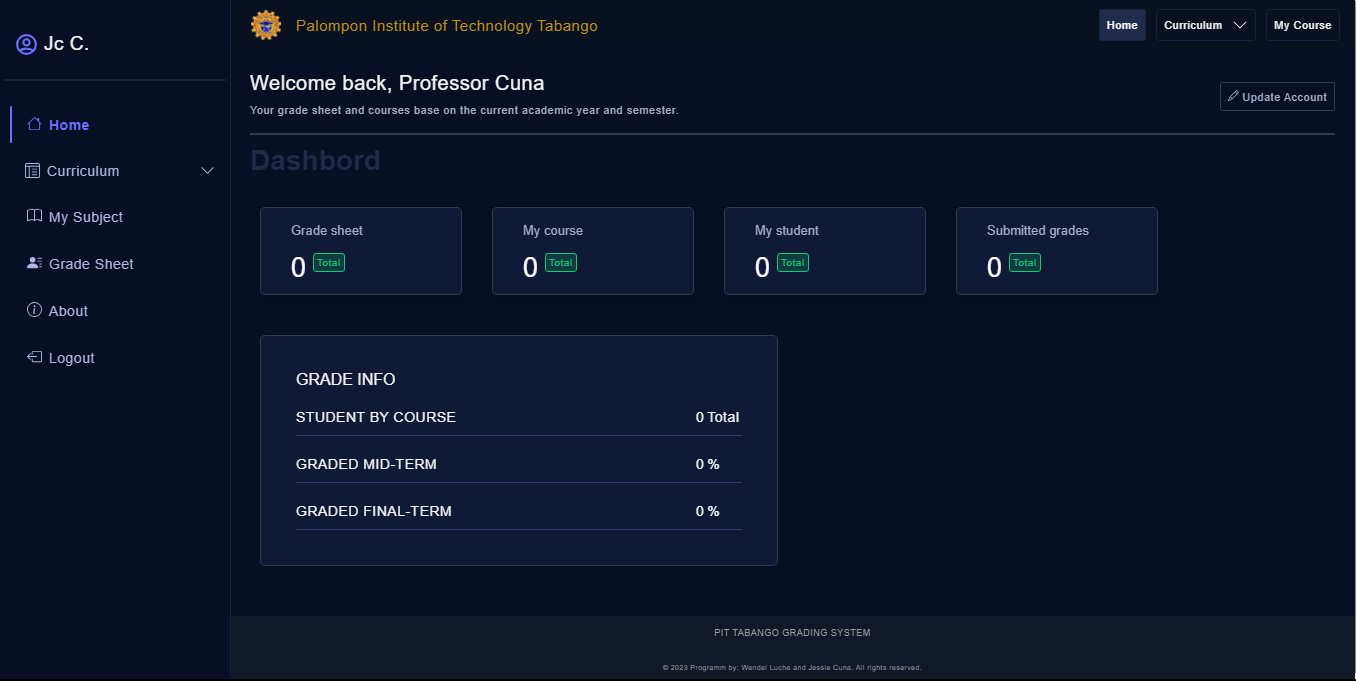 Jc C.
Home
Curriculum
My Subject
Grade Sheet
About
Logout
Palompon Institute of Technology Tabango
Home
Curriculum
My Course
Welcome back, Professor Cuna
Your grade sheet and courses base on the current academic year and semester.
Update Account
Dashbord
Grade sheet
0 Total
My course
0 Total
My student
0 Total
Submitted grades
0 Total
GRADE INFO
STUDENT BY COURSE 0 Total
GRADED MID-TERM 0 %
GRADED FINAL-TERM 0 %
PIT TABANGO GRADING SYSTEM
© 2023 Programm by: Wendel Luche and Jessie Cuna. All rights reserved.